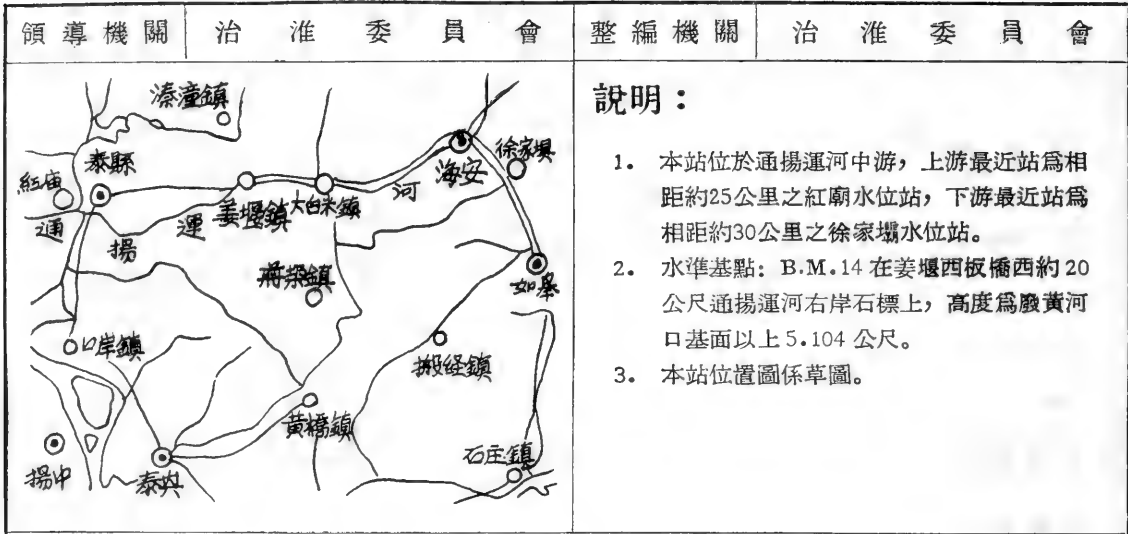 領導機關 治淮委員會 整編機關 治淮委員會
溱潼鎮
泰縣
紅庙
海安
徐家垻
姜堰鎮
大白米鎮
通揚運河
蔣垛鎮
如皋
口岸鎮
搬经鎮
黃橋鎮
石庄鎮
揚中
泰兴
說明：
1. 本站位於通揚運河中游，上游最近站爲相
距約25公里之紅廟水位站，下游最近站爲
相距約30公里之徐家壩水位站。
2. 水準基點：B.M.14 在姜堰西板橋西約20
公尺通揚運河右岸石標上，高度爲廢黃河
口基面以上5.104 公尺。
3. 本站位置圖係草圖。